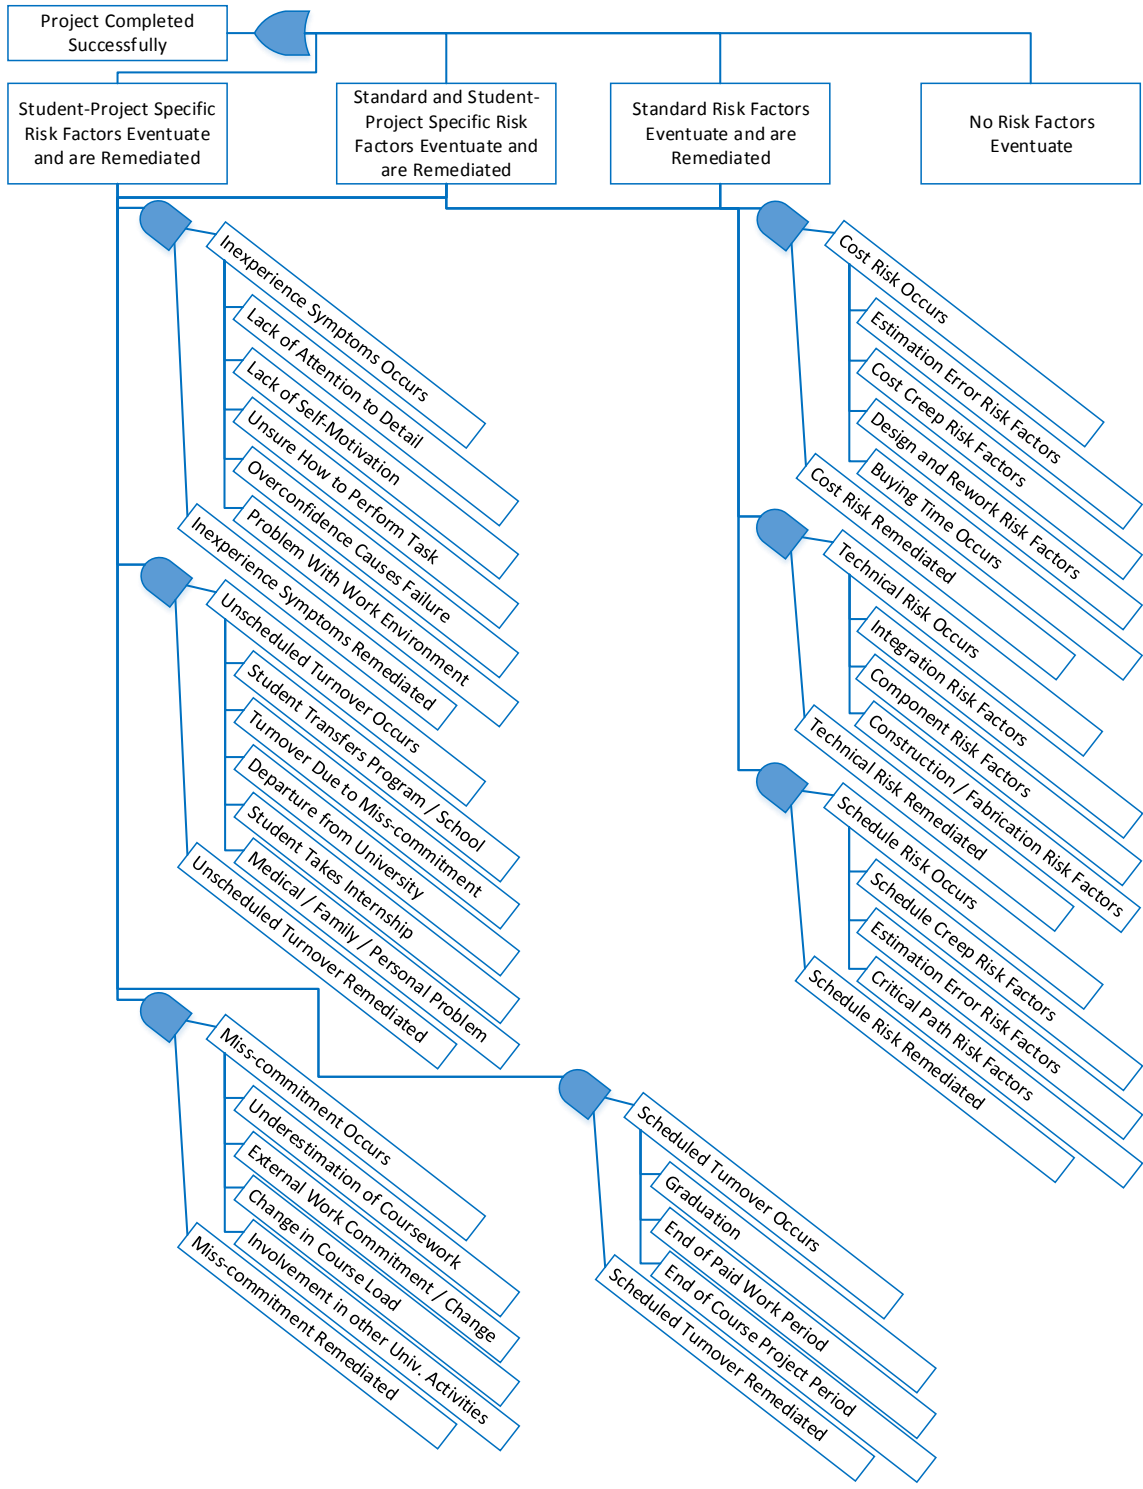 Project Completed
Successfully
Student-Project Specific
Risk Factors Eventuate
and are Remediated
Standard and Student-
Project Specific Risk
Factors Eventuate and
are Remediated
Standard Risk Factors
Eventuate and are
Remediated
No Risk Factors
Eventuate
Inexperience Symptoms Occurs
Lack of Attention to Detail
Lack of Self-Motivation
Unsure How to Perform Task
Overconfidence Causes Failure
Problem With Work Environment
Inexperience Symptoms Remediated
Unscheduled Turnover Occurs
Student Transfers Program / School
Turnover Due to Miss-commitment
Departure from University
Student Takes Internship
Medical / Family / Personal Problem
Unscheduled Turnover Remediated
Miss-commitment Occurs
Underestimation of Coursework
External Work Commitment / Change
Change in Course Load
Involvement in other Univ. Activities
Miss-commitment Remediated
Scheduled Turnover Occurs
Graduation
End of Paid Work Period
End of Course Project Period
Scheduled Turnover Remediated
Cost Risk Occurs
Estimation Error Risk Factors
Cost Creep Risk Factors
Design and Rework Risk Factors
Buying Time Occurs
Cost Risk Remediated
Technical Risk Occurs
Integration Risk Factors
Component Risk Factors
Construction / Fabrication Risk Factors
Technical Risk Remediated
Schedule Risk Occurs
Schedule Creep Risk Factors
Estimation Error Risk Factors
Critical Path Risk Factors
Schedule Risk Remediated